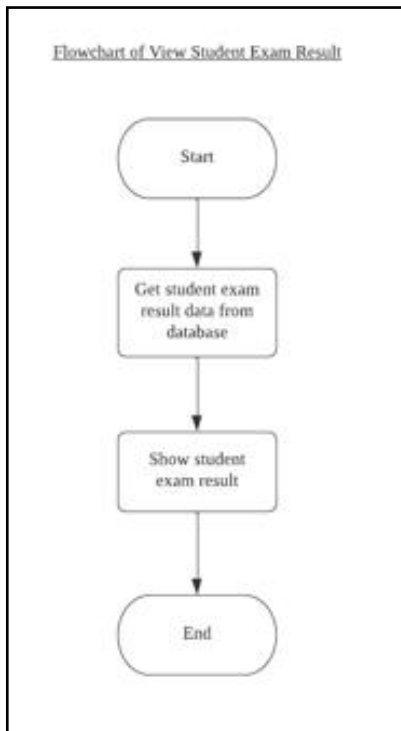 Flowchart of View Student Exam Result
Start
Get student exam
result data from
database
Show student
exam result
End